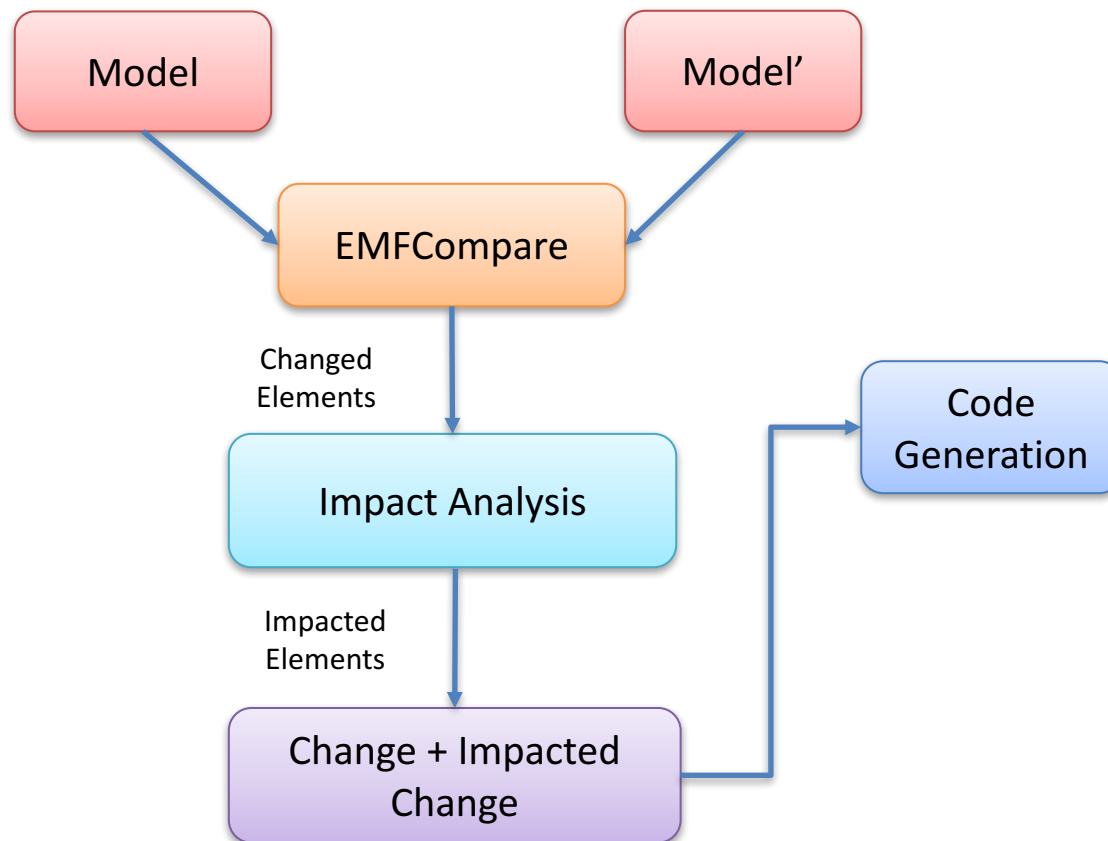 Model
Model’
EMFCompare
Changed
Elements
Code
Generation
Impact Analysis
Impacted
Elements
Change + Impacted
Change